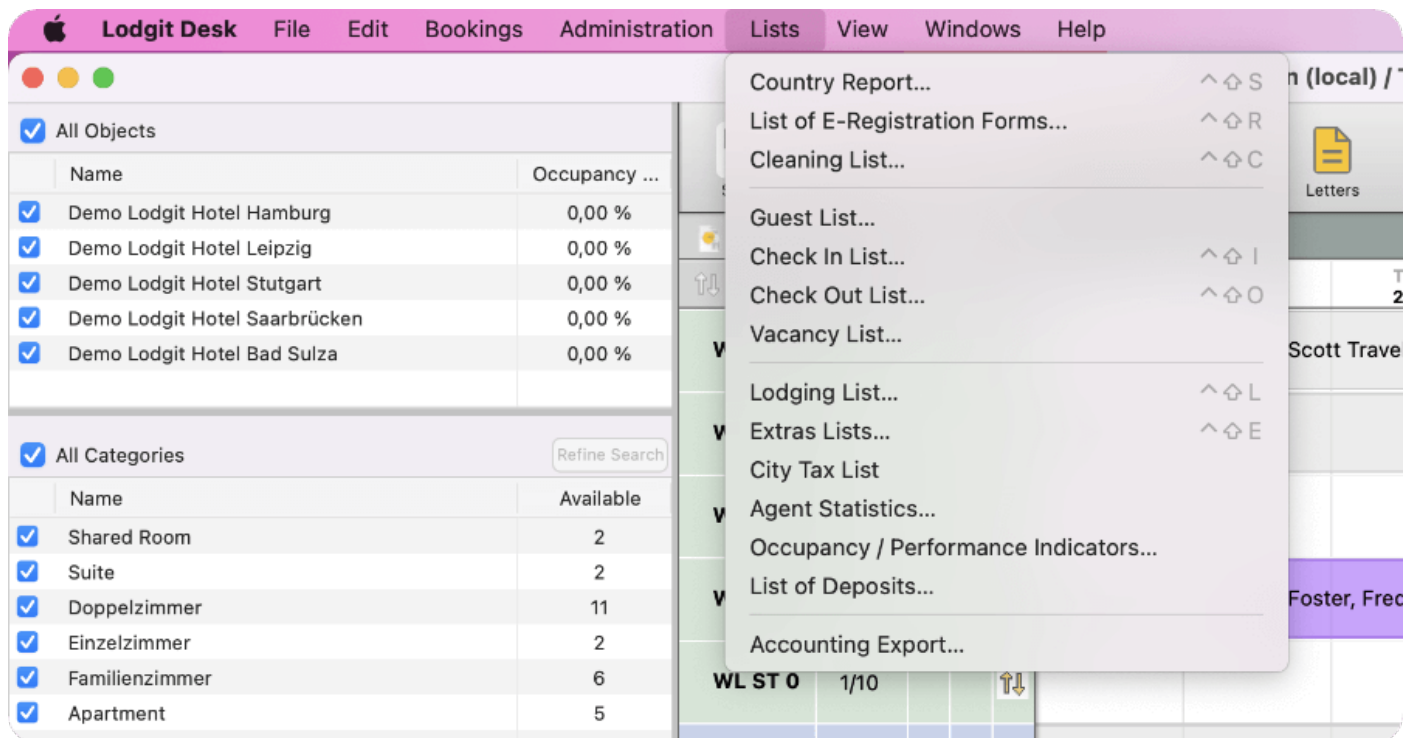 Lodgit Desk File Edit Bookings Administration Lists View Windows Help
n (local) /
All Objects
Name Occupancy ...
Demo Lodgit Hotel Hamburg 0,00 %
Demo Lodgit Hotel Leipzig 0,00 %
Demo Lodgit Hotel Stutgart 0,00 %
Demo Lodgit Hotel Saarbrücken 0,00 %
Demo Lodgit Hotel Bad Sulza 0,00 %
All Categories Refine Search
Name Available
Shared Room 2
Suite 2
Doppelzimmer 11
Einzelzimmer 2
Familienzimmer 6
Apartment 5
Country Report... ^⇧S
List of E-Registration Forms... ^⇧R
Cleaning List... ^⇧C
Guest List...
Check In List... ^⇧I
Check Out List... ^⇧O
Vacancy List...
Lodging List... ^⇧L
Extras Lists... ^⇧E
City Tax List
Agent Statistics...
Occupancy / Performance Indicators...
List of Deposits...
Accounting Export...
Letters
Scott Trave
Foster, Fred
WL ST 0 1/10